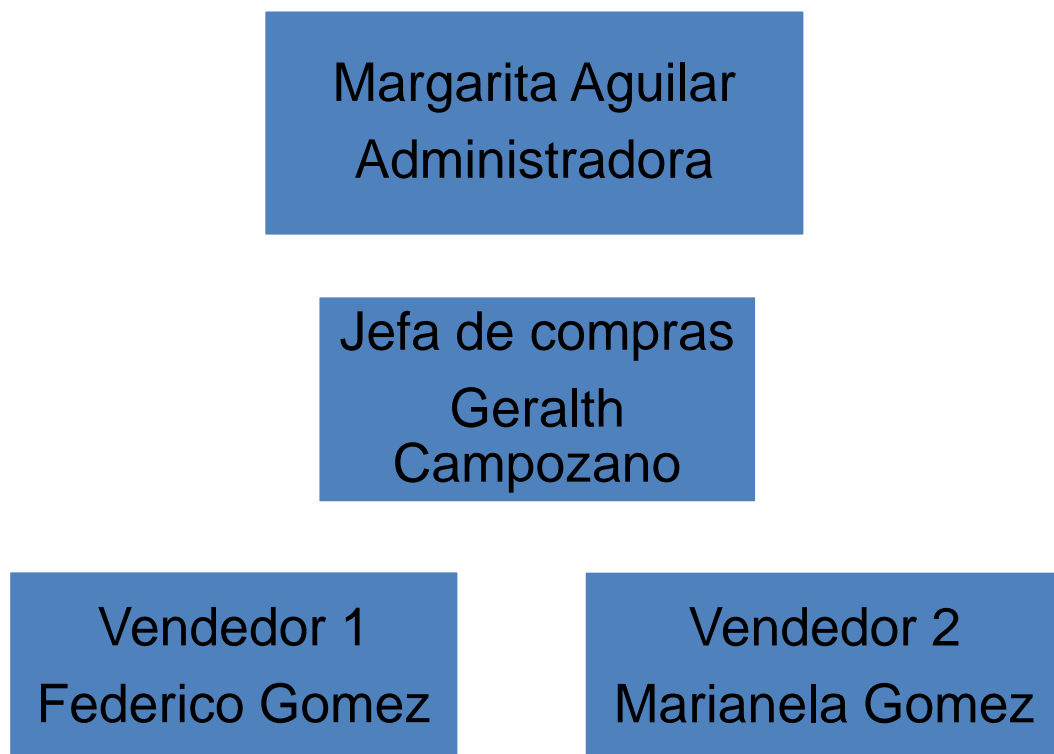 Margarita Aguilar
Administradora
Jefa de compras
Geralth
Campozano
Vendedor 1
Federico Gomez
Vendedor 2
Marianela Gomez